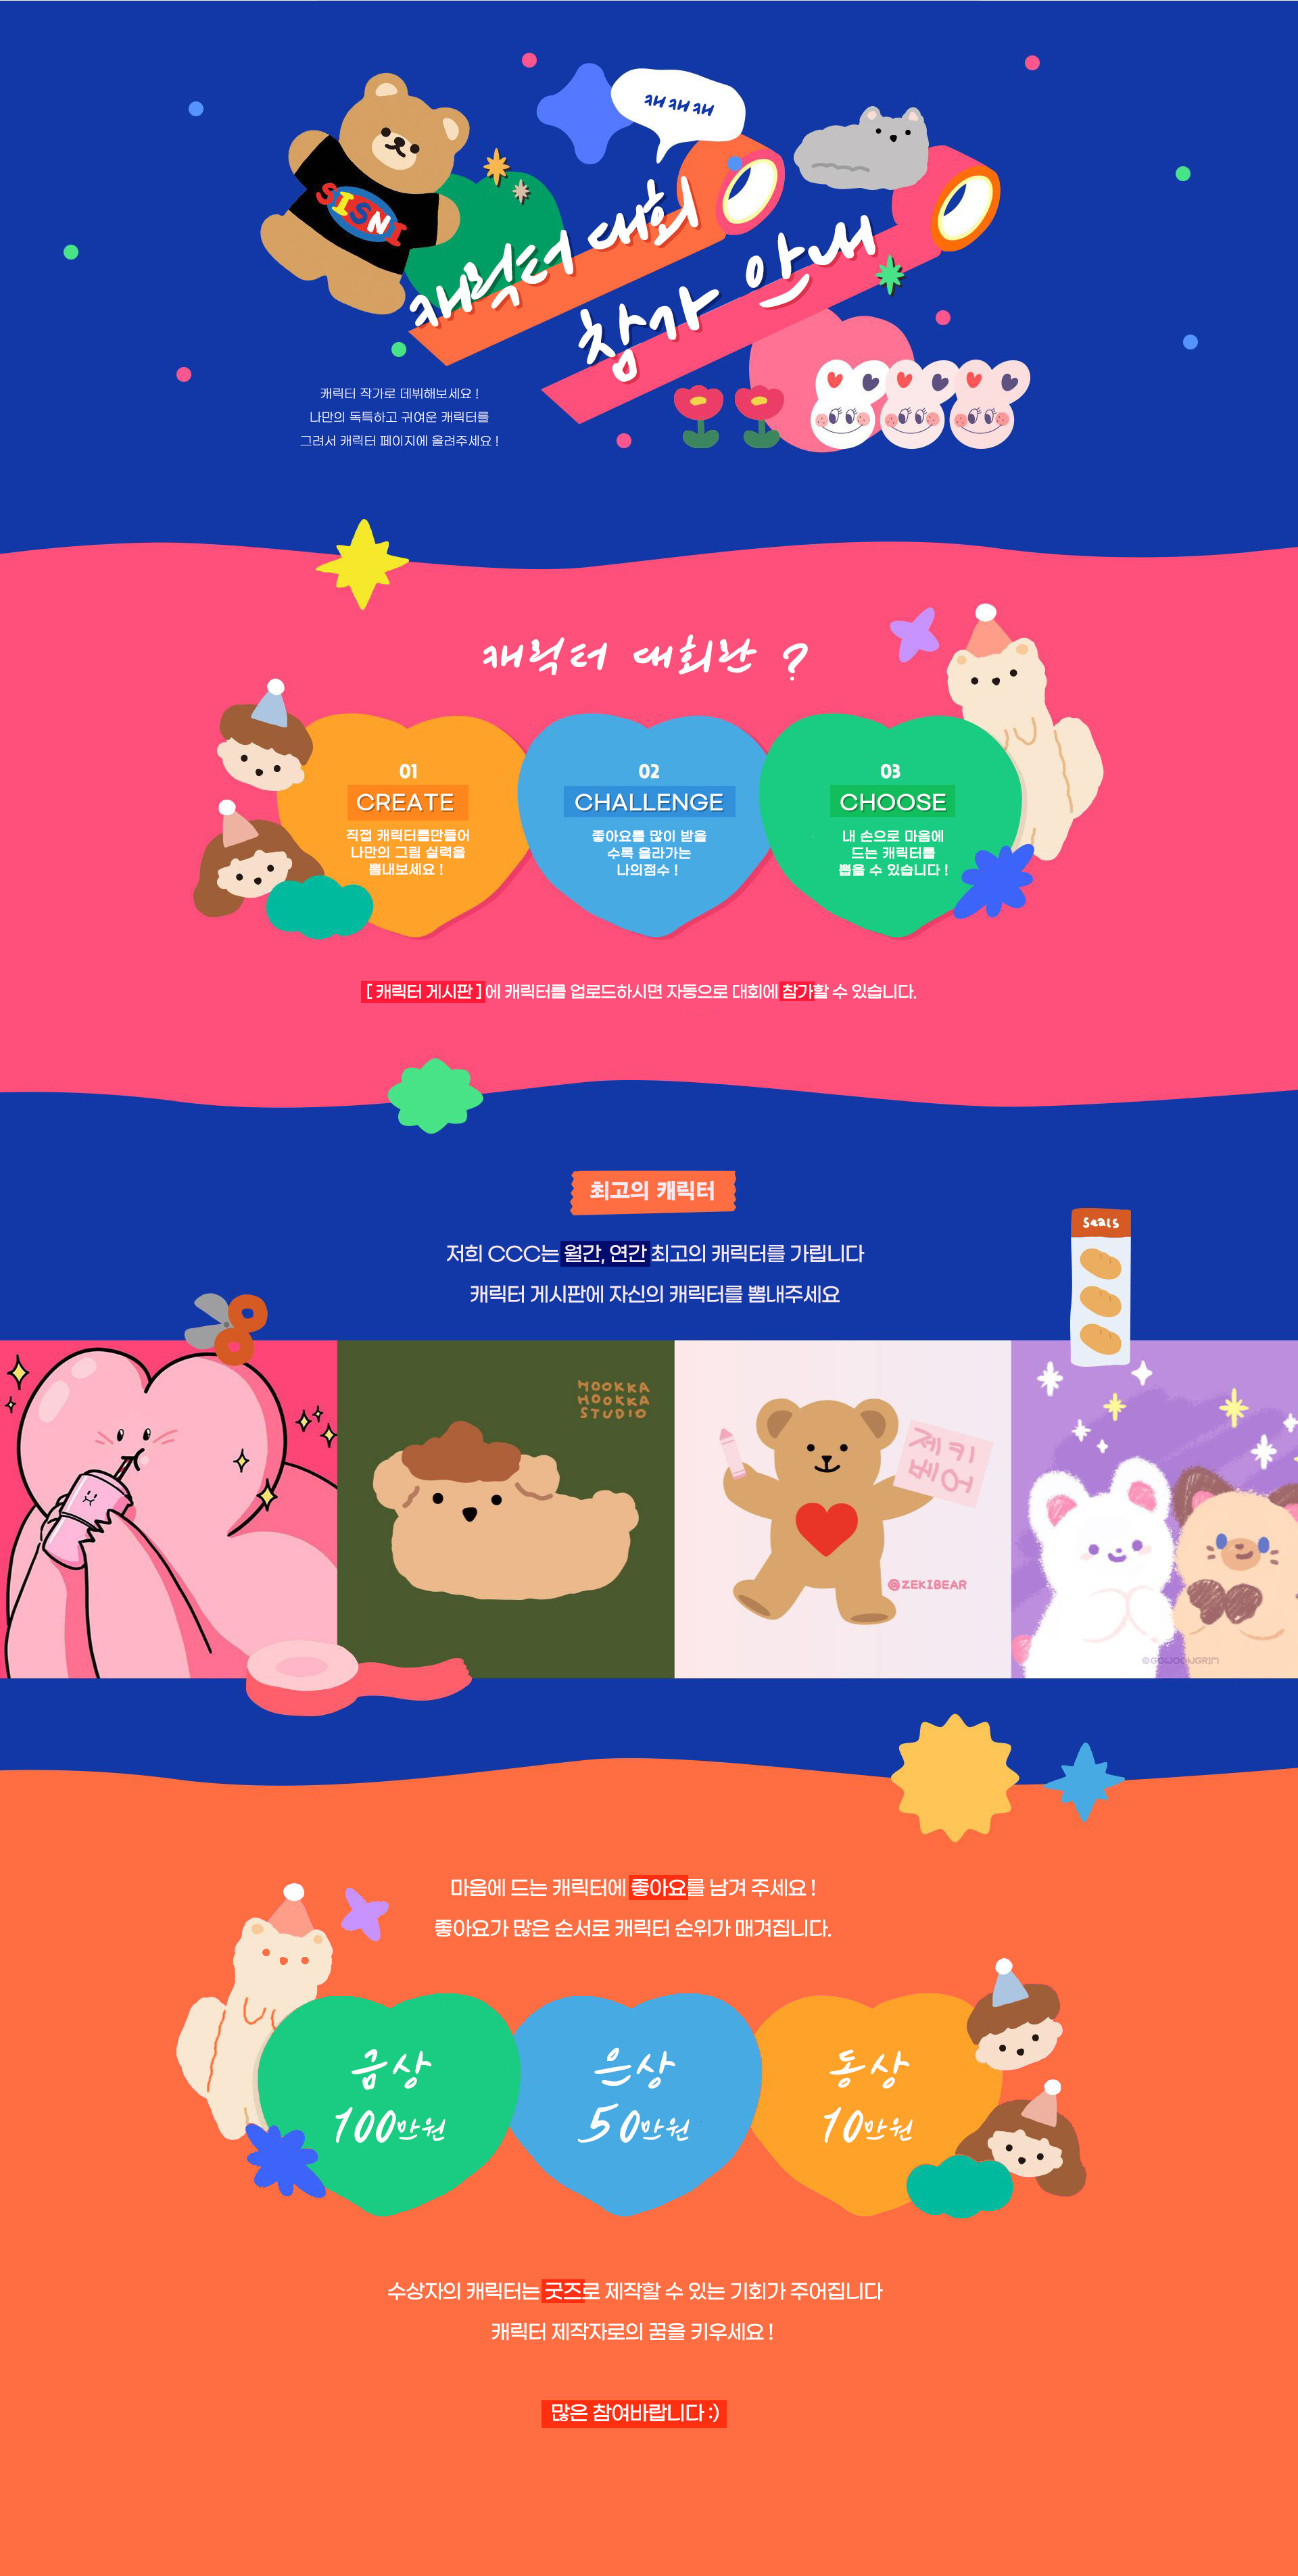 캐캐캐
SISNI
캐릭터 대회
참가 안내
캐릭터 작가로 데뷔해보세요 !
나만의 독특하고 귀여운 캐릭터를
그려서 캐릭터 페이지에 올려주세요 !
캐릭터 대회란 ?
01
CREATE
직접 캐릭터를만들어
나만의 그림 실력을
뽐내보세요 !
02
CHALLENGE
좋아요를 많이 받을
수록 올라가는
나의점수 !
03
CHOOSE
내 손으로 마음에
드는 캐릭터를
뽑을 수 있습니다 !
[ 캐릭터 게시판 ] 에 캐릭터를 업로드하시면 자동으로 대회에 참가할 수 있습니다.
최고의 캐릭터
저희 CCC는 월간, 연간 최고의 캐릭터를 가립니다
캐릭터 게시판에 자신의 캐릭터를 뽐내주세요
seals
HOOKKA
HOOKKA
STUDIO
제키
베어
@ZEKIBEAR
@GOWOONGRIM
마음에 드는 캐릭터에 좋아요를 남겨 주세요 !
좋아요가 많은 순서로 캐릭터 순위가 매겨집니다.
금상
100만원
은상
50만원
동상
10만원
수상자의 캐릭터는 굿즈로 제작할 수 있는 기회가 주어집니다
캐릭터 제작자로의 꿈을 키우세요 !
많은 참여바랍니다 :)